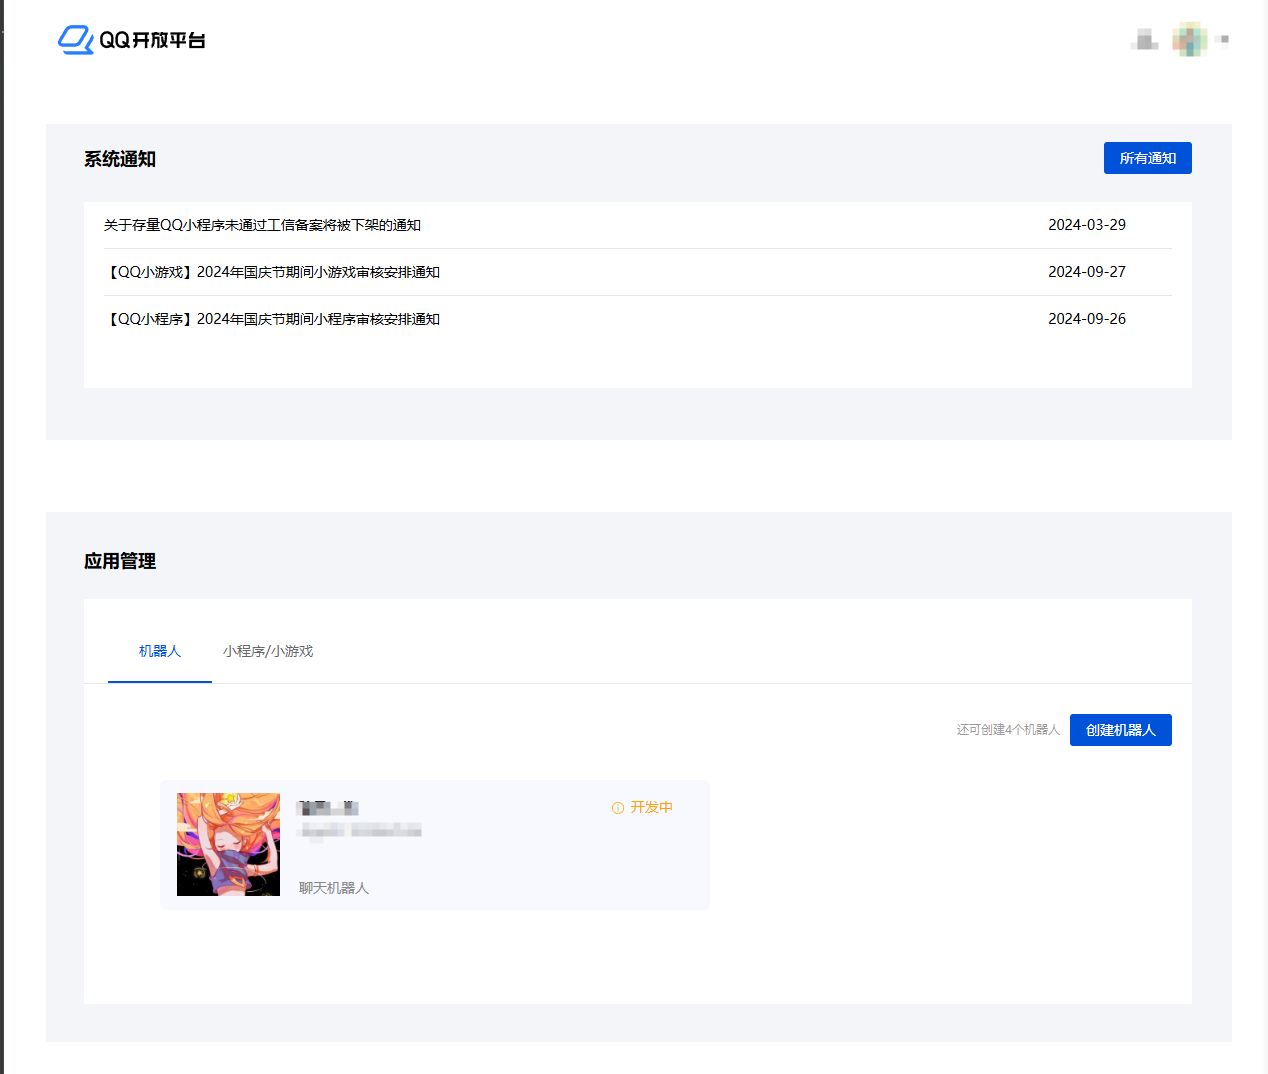 QQ开放平台
系统通知
所有通知
关于存量QQ小程序未通过工信备案将被下架的通知 2024-03-29
【QQ小游戏】2024年国庆节期间小游戏审核安排通知 2024-09-27
【QQ小程序】2024年国庆节期间小程序审核安排通知 2024-09-26
应用管理
机器人 小程序/小游戏
还可创建4个机器人 创建机器人
开发中
聊天机器人